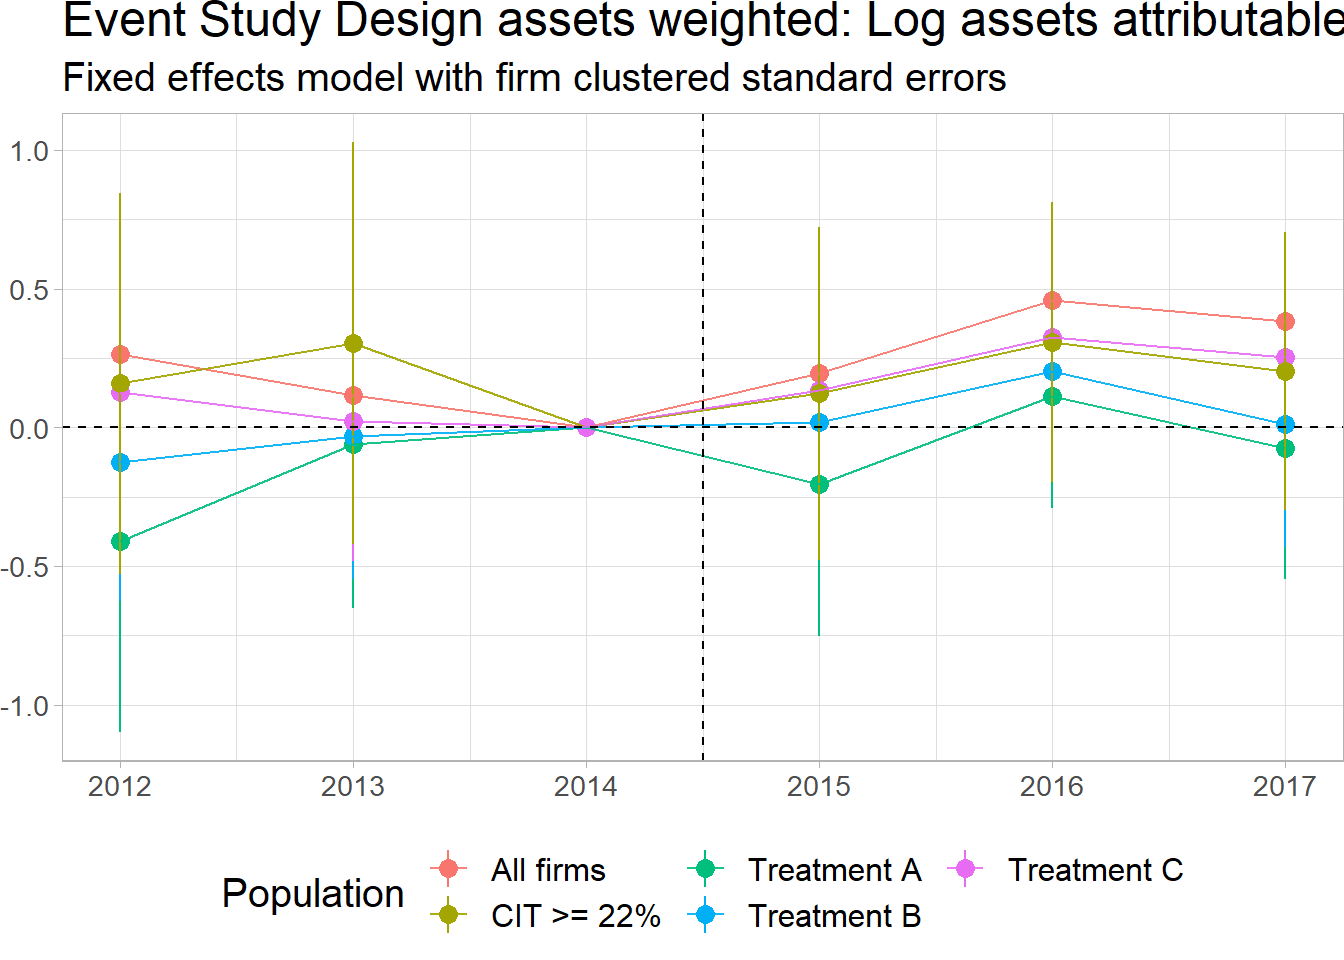 Event Study Design assets weighted: Log assets attributable
Fixed effects model with firm clustered standard errors
1.0
0.5
0.0
-0.5
-1.0
2012 2013 2014 2015 2016 2017
Population
All firms
CIT >= 22%
Treatment A
Treatment B
Treatment C